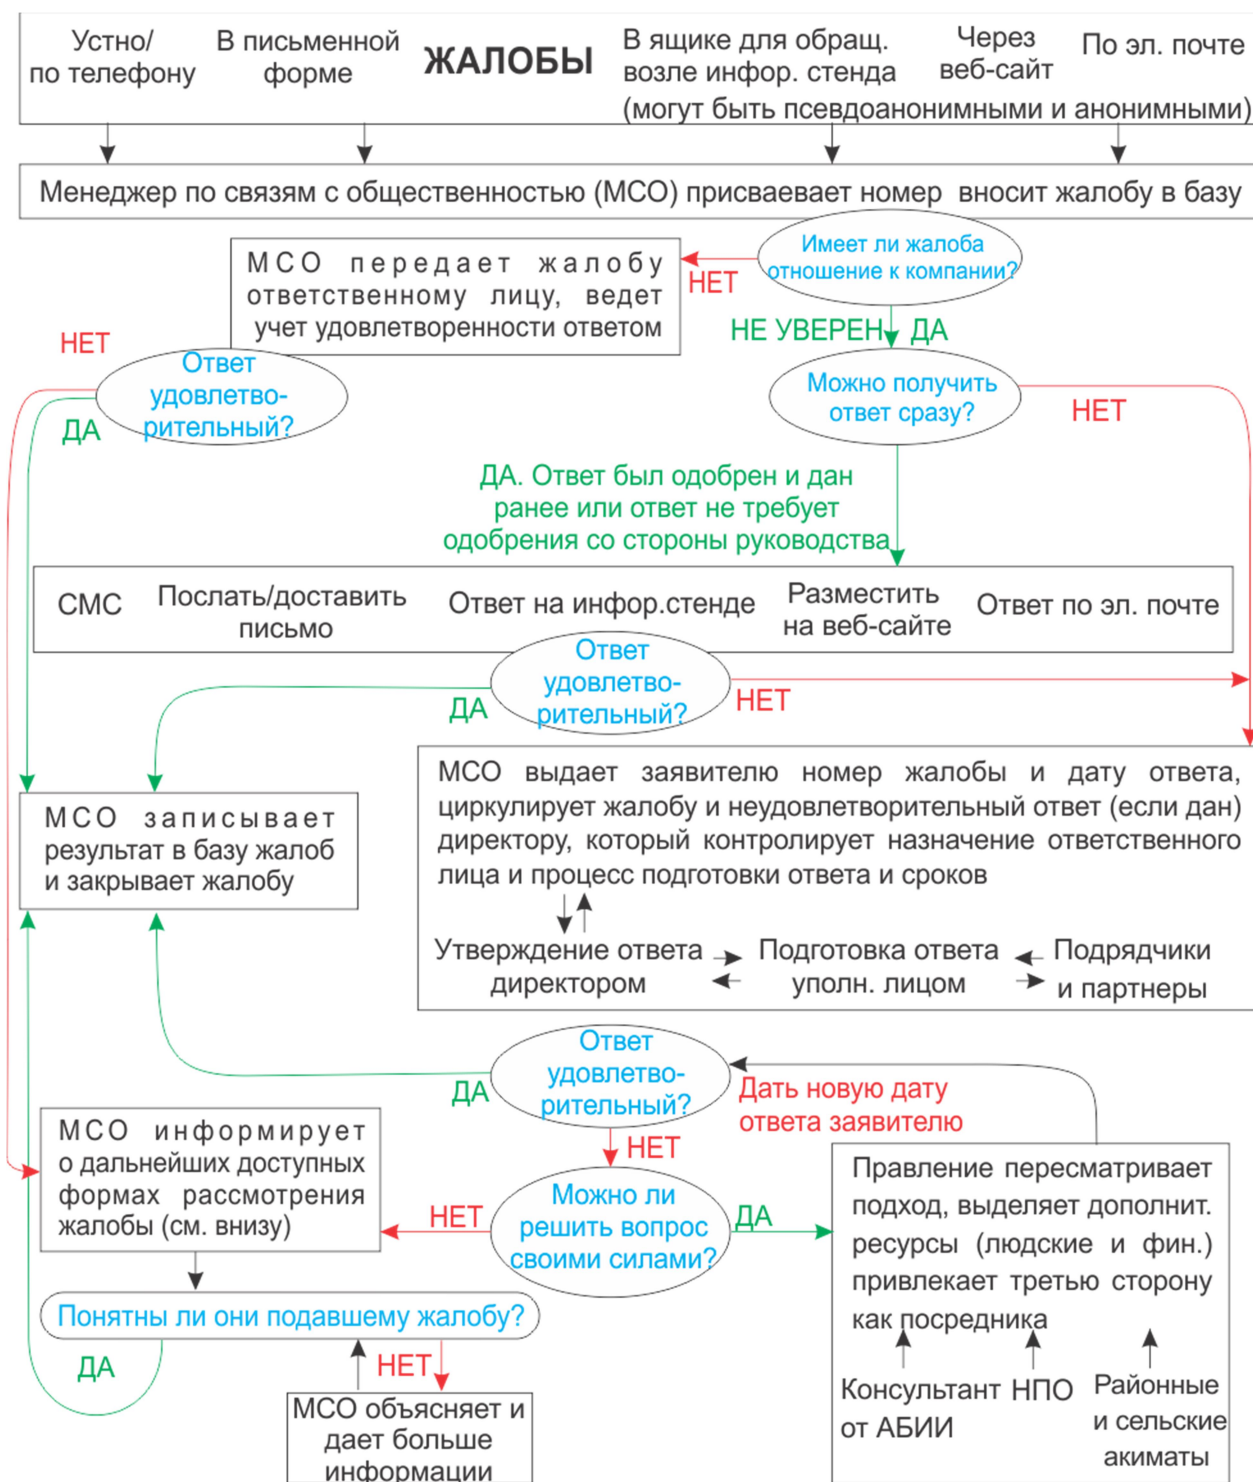 Устно/
по телефону
В письменной
форме
ЖАЛОБЫ
В ящике для обращ.
возле инфор. стенда
Через
веб-сайт
По эл. почте
(могут быть псевдоанонимными и анонимными)
Менеджер по связям с общественностью (МСО) присваевает номер вносит жалобу в базу
Имеет ли жалоба
отношение к компании?
НЕТ
МСО передает жалобу
ответственному лицу, ведет
учет удовлетворенности ответом
НЕ УВЕРЕН
ДА
НЕТ
Ответ
удовлетво-
рительный?
ДА
Можно получить
ответ сразу?
НЕТ
ДА. Ответ был одобрен и дан
ранее или ответ не требует
одобрения со стороны руководства
СМС
Послать/доставить
письмо
Ответ на инфор.стенде
Разместить
на веб-сайте
Ответ по эл. почте
Ответ
удовлетво-
рительный?
ДА
НЕТ
МСО записывает
результат в базу жалоб
и закрывает жалобу
МСО выдает заявителю номер жалобы и дату ответа,
циркулирует жалобу и неудовлетворительный ответ (если дан)
директору, который контролирует назначение ответственного
лица и процесс подготовки ответа и сроков
Утверждение ответа
директором
Подготовка ответа
уполн. лицом
Подрядчики
и партнеры
Ответ
удовлетво-
рительный?
ДА
Дать новую дату
ответа заявителю
НЕТ
МСО информирует
о дальнейших доступных
формах рассмотрения
жалобы (см. внизу)
НЕТ
Можно ли
решить вопрос
своими силами?
ДА
Правление пересматривает
подход, выделяет дополнит.
ресурсы (людские и фин.)
привлекает третью сторону
как посредника
Понятны ли они подавшему жалобу?
ДА
НЕТ
МСО объясняет и
дает больше
информации
Консультант
от АБИИ
НПО
Районные
и сельские
акиматы